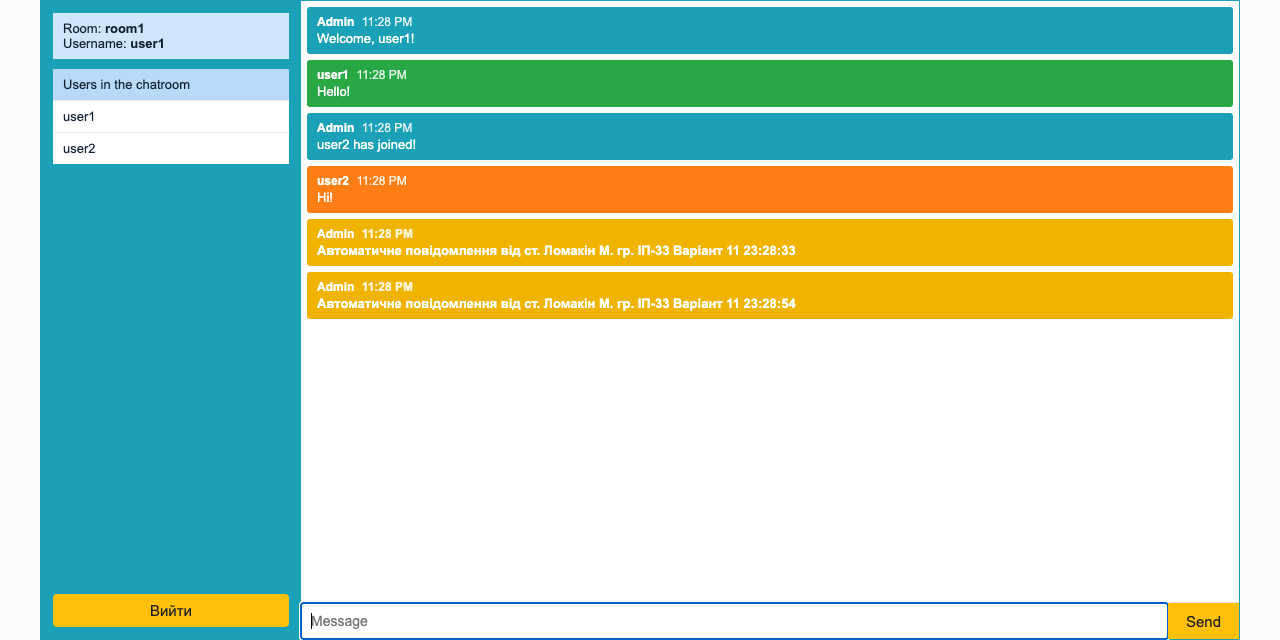 Room: room1
Username: user1
Users in the chatroom
user1
user2
Вийти
Admin 11:28 PM
Welcome, user1!
user1 11:28 PM
Hello!
Admin 11:28 PM
user2 has joined!
user2 11:28 PM
Hi!
Admin 11:28 PM
Автоматичне повідомлення від ст. Ломакін М. гр. ІП-33 Варіант 11 23:28:33
Admin 11:28 PM
Автоматичне повідомлення від ст. Ломакін М. гр. ІП-33 Варіант 11 23:28:54
Message
Send